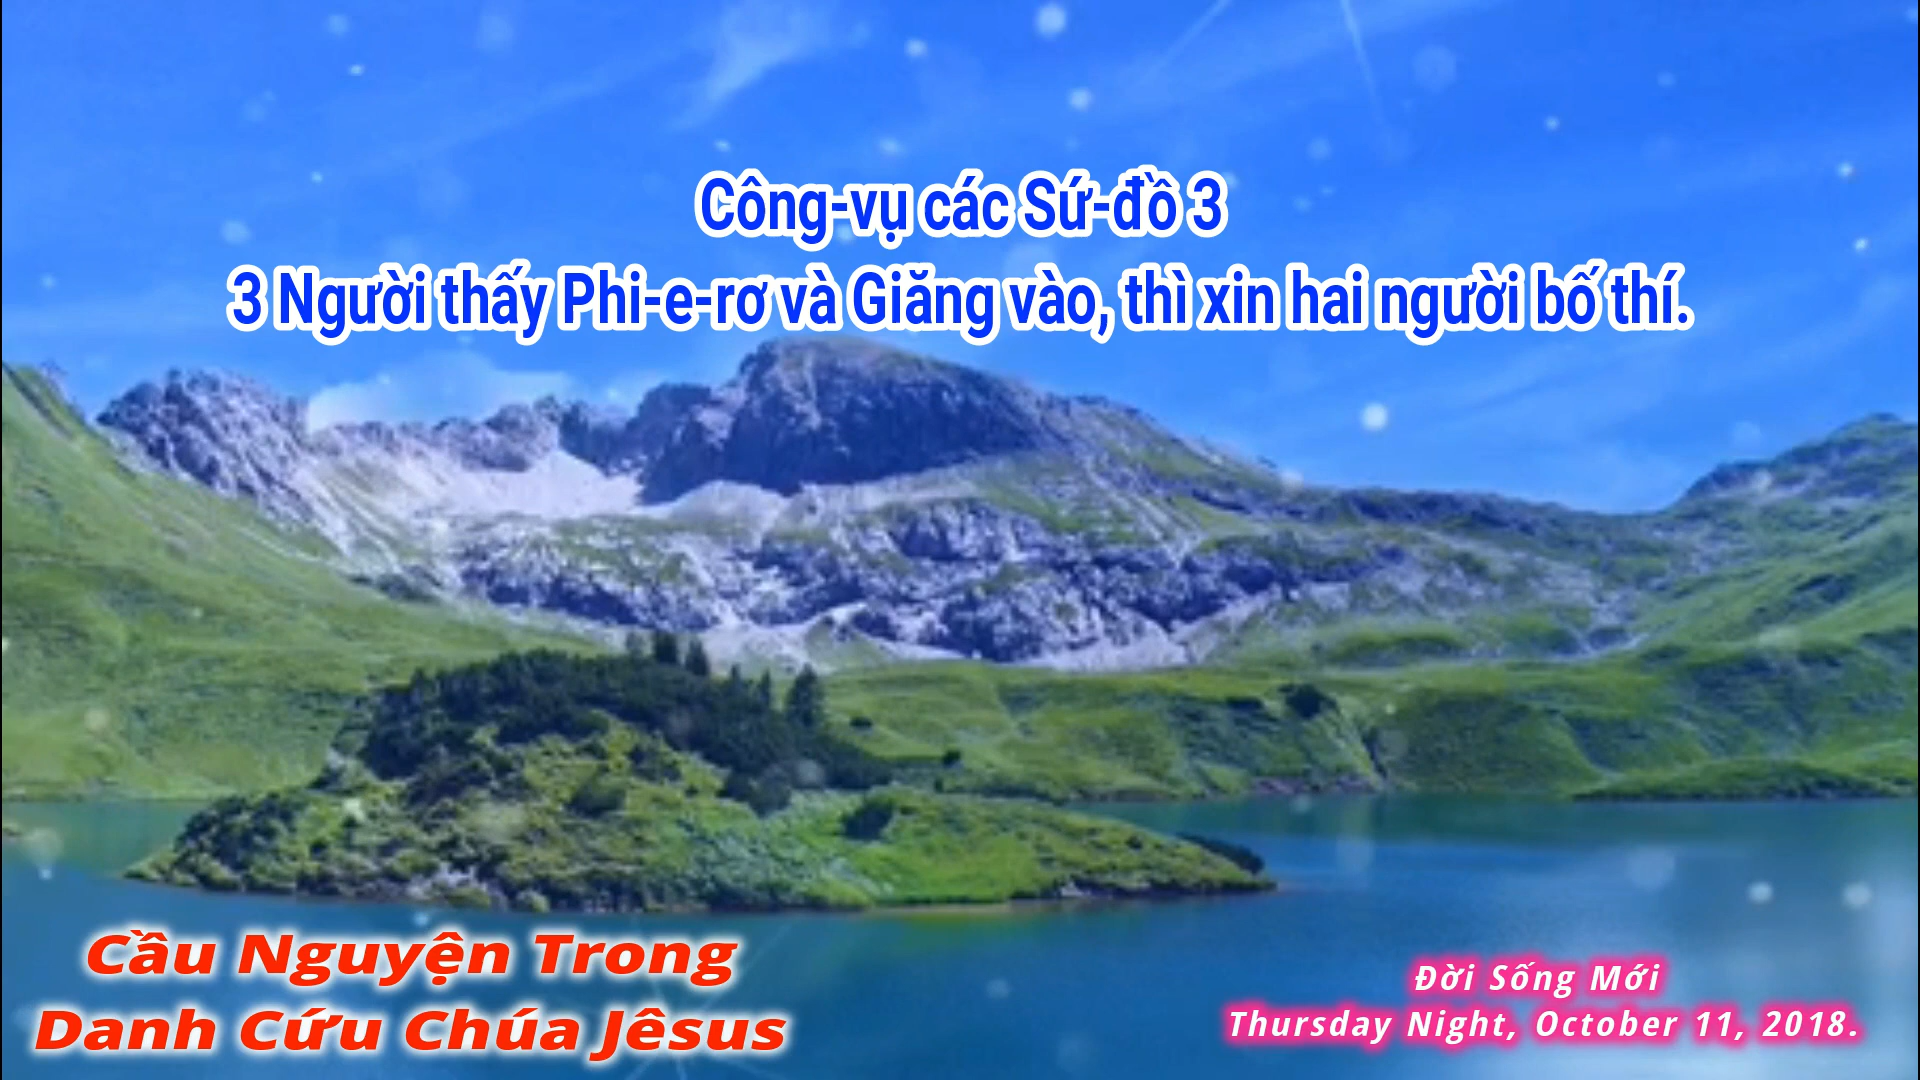 Công-vụ các Sứ-đồ 3
3 Người thấy Phi-e-rơ và Giăng vào, thì xin hai người bố thí.
Cầu Nguyện Trong
Danh Cứu Chúa Jêsus
Đời Sống Mới
Thursday Night, October 11, 2018.